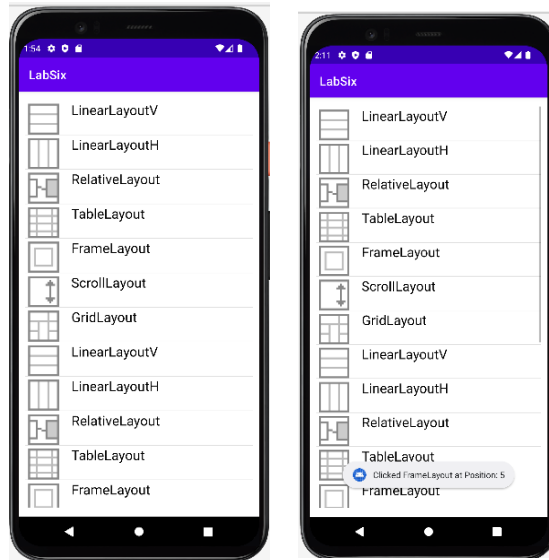 1:54
LabSix
LinearLayoutV
LinearLayoutH
RelativeLayout
TableLayout
FrameLayout
ScrollLayout
GridLayout
LinearLayoutV
LinearLayoutH
RelativeLayout
TableLayout
FrameLayout
2:11
LabSix
LinearLayoutV
LinearLayoutH
RelativeLayout
TableLayout
FrameLayout
ScrollLayout
GridLayout
LinearLayoutV
LinearLayoutH
RelativeLayout
TableLayout
Clicked FrameLayout at Position: 5
FrameLayout